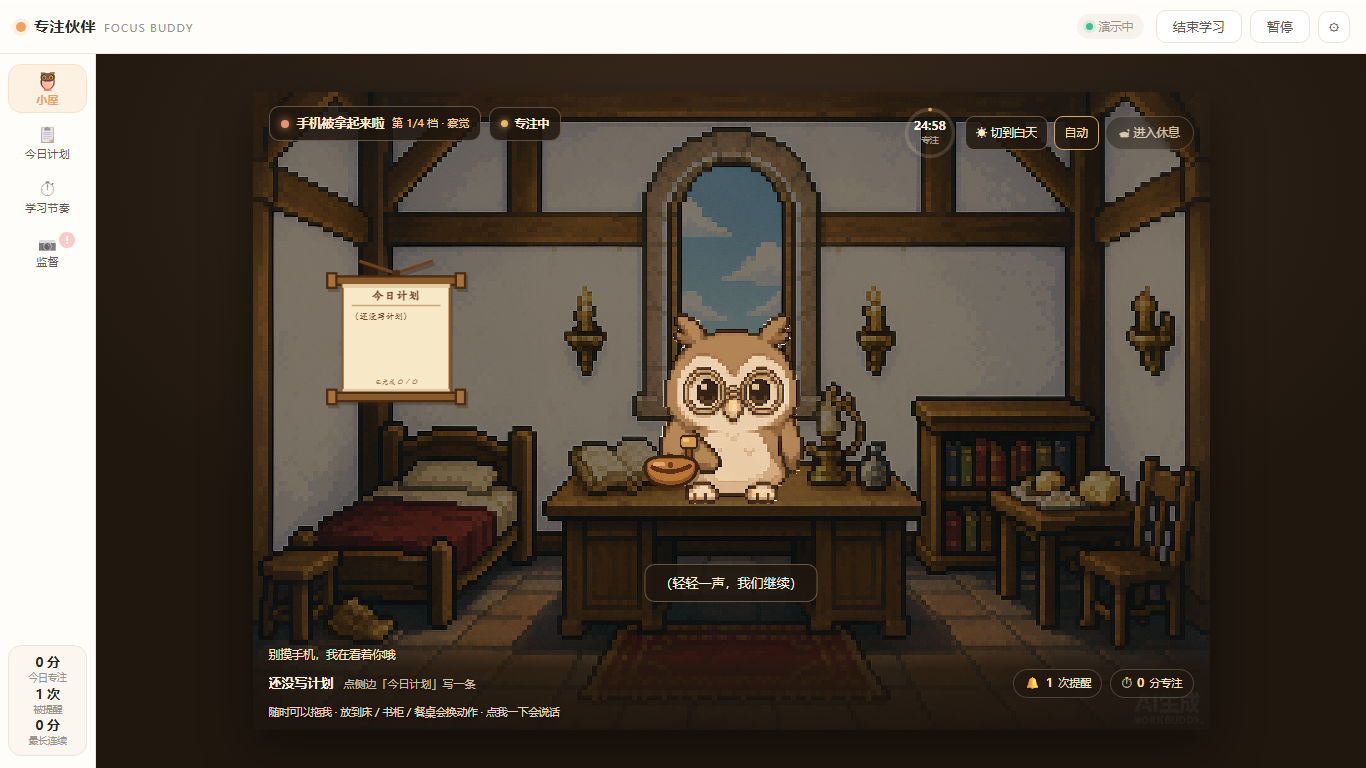 专注伙伴 FOCUS BUDDY
演示中
结束学习
暂停
小屋
今日计划
学习节奏
!
监督
0 分
今日专注
1 次
被提醒
0 分
最长连续
手机被拿起来啦 第 1/4 档 · 察觉
专注中
24:58
专注
切到白天
自动
进入休息
今日计划
(还没写计划)
已完成 0 / 0
(轻轻一声，我们继续)
别摸手机，我在看着你哦
还没写计划 点侧边「今日计划」写一条
随时可以拖我 · 放到床 / 书柜 / 餐桌会换动作 · 点我一下会说话
1 次提醒
0 分专注
AI生成
WORKBUDDY